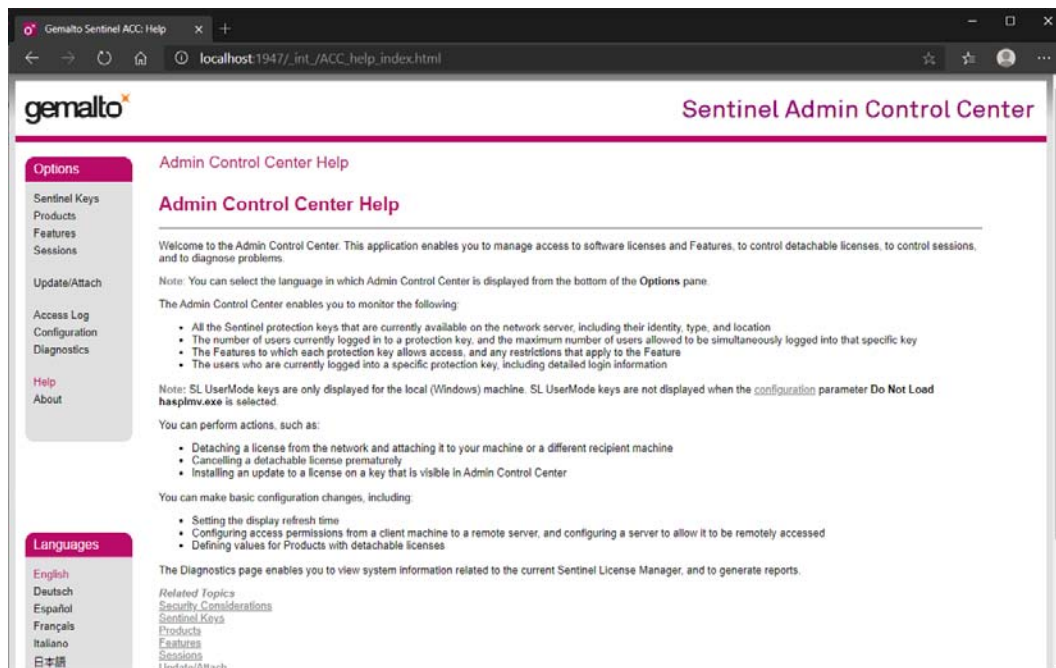 Gemalto Sentinel ACC: Help
localhost:1947/_int_/ACC_help_index.html
gemalto
Sentinel Admin Control Center
Options
Sentinel Keys
Products
Features
Sessions
Update/Attach
Access Log
Configuration
Diagnostics
Help
About
Languages
English
Deutsch
Español
Français
Italiano
日本語
Admin Control Center Help
Admin Control Center Help
Welcome to the Admin Control Center. This application enables you to manage access to software licenses and Features, to control detachable licenses, to control sessions,
and to diagnose problems.
Note: You can select the language in which Admin Control Center is displayed from the bottom of the Options pane.
The Admin Control Center enables you to monitor the following:
• All the Sentinel protection keys that are currently available on the network server, including their identity, type, and location
• The number of users currently logged in to a protection key, and the maximum number of users allowed to be simultaneously logged into that specific key
• The Features to which each protection key allows access, and any restrictions that apply to the Feature
• The users who are currently logged into a specific protection key, including detailed login information
Note: SL UserMode keys are only displayed for the local (Windows) machine. SL UserMode keys are not displayed when the configuration parameter Do Not Load
hasplmv.exe is selected.
You can perform actions, such as:
• Detaching a license from the network and attaching it to your machine or a different recipient machine
• Cancelling a detachable license prematurely
• Installing an update to a license on a key that is visible in Admin Control Center
You can make basic configuration changes, including:
• Setting the display refresh time
• Configuring access permissions from a client machine to a remote server, and configuring a server to allow it to be remotely accessed
• Defining values for Products with detachable licenses
The Diagnostics page enables you to view system information related to the current Sentinel License Manager, and to generate reports.
Related Topics
Security Considerations
Sentinel Keys
Products
Features
Sessions
Update/Attach